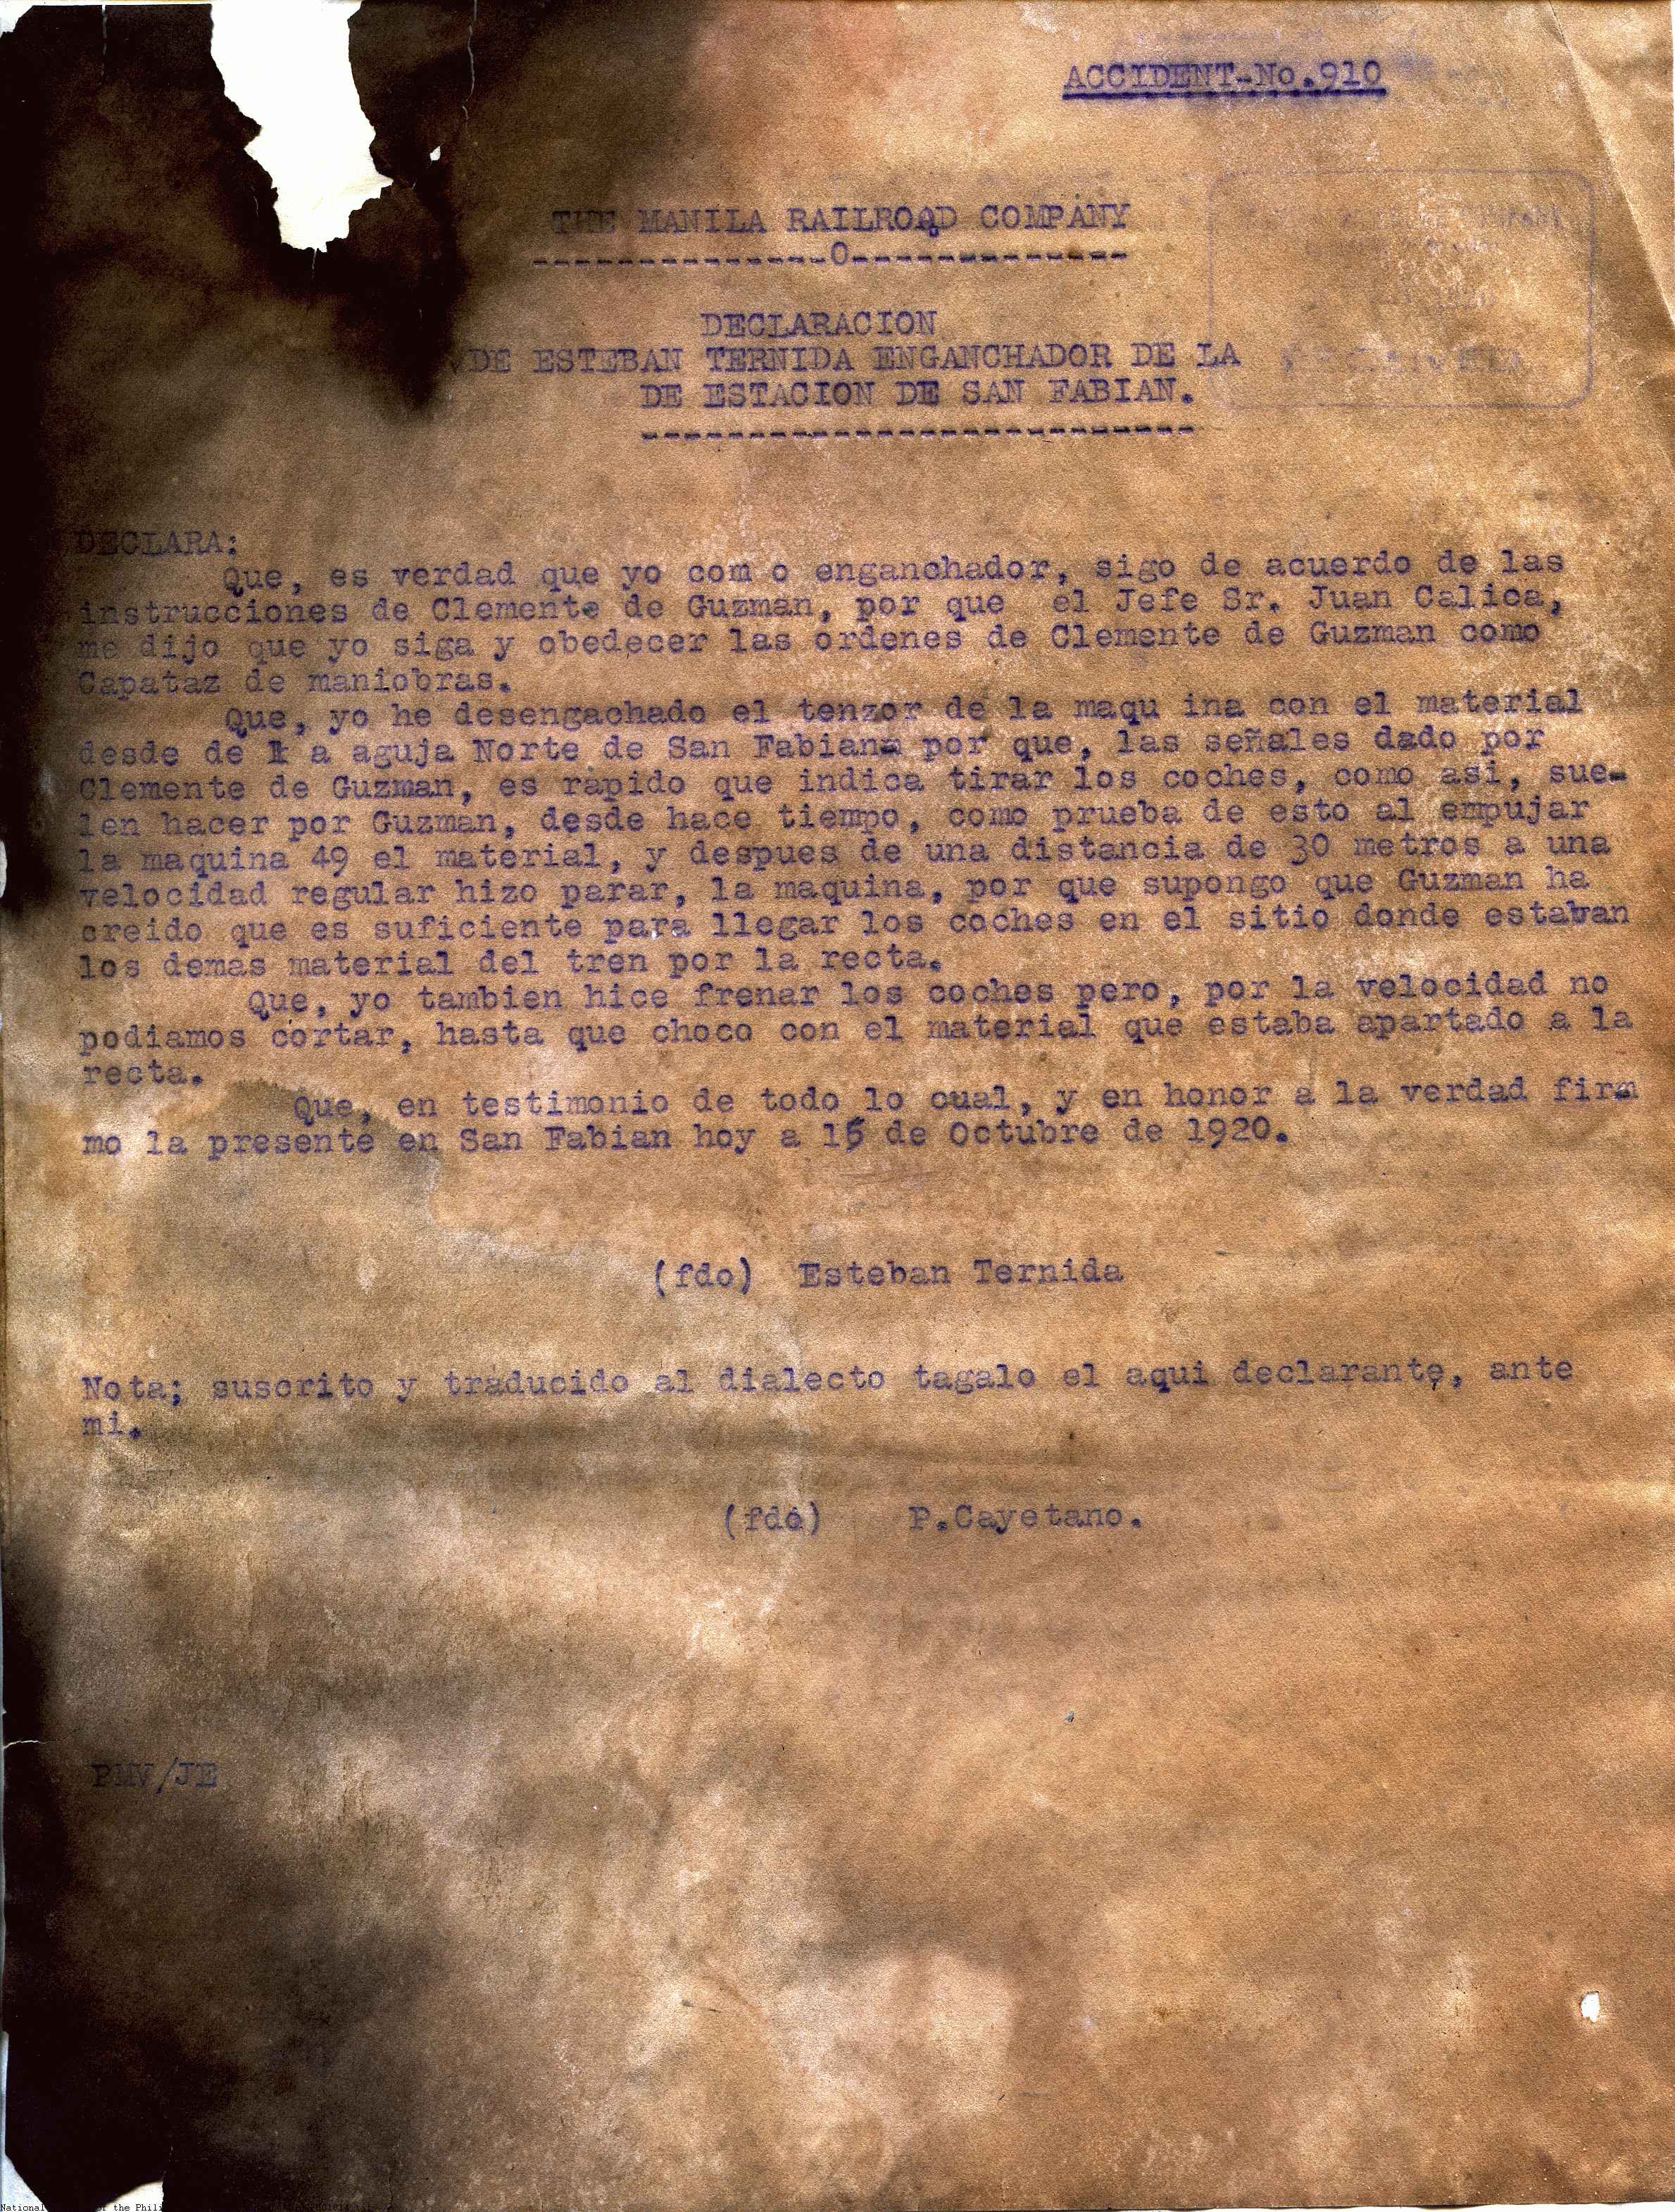 ACCIDENT-No.910
THE MANILA RAILROAD COMPANY
--------------O-------------
DECLARACION
DE ESTEBAN TERNIDA ENGANCHADOR DE LA
DE ESTACION DE SAN FABIAN.
--------------------------
DECLARA:
Que, es verdad que yo com o enganchador, sigo de acuerdo de las
instrucciones de Clemente de Guzman, por que el Jefe Sr. Juan Calica,
me dijo que yo siga y obedecer las ordenes de Clemente de Guzman como
Capataz de maniobras.
Que, yo he desengachado el tenzor de la maqu ina con el material
desde de l a aguja Norte de San Fabian por que, las señales dado por
Clemente de Guzman, es rapido que indica tirar los coches, como asi, sue-
len hacer por Guzman, desde hace tiempo, como prueba de esto al empujar
la maquina 49 el material, y despues de una distancia de 30 metros a una
velocidad regular hizo parar, la maquina, por que supongo que Guzman ha
creido que es suficiente para llegar los coches en el sitio donde estaban
los demas material del tren por la recta.
Que, yo tambien hice frenar los coches pero, por la velocidad no
podiamos cortar, hasta que choco con el material que estaba apartado a la
recta.
Que, en testimonio de todo lo cual, y en honor a la verdad firm
mo la presente en San Fabian hoy a 15 de Octubre de 1920.
(fdo) Esteban Ternida
Nota; suscrito y traducido al dialecto tagalo el aqui declarante, ante
mi.
(fdo) P.Cayetano.
PMV/JE
National of the Phili